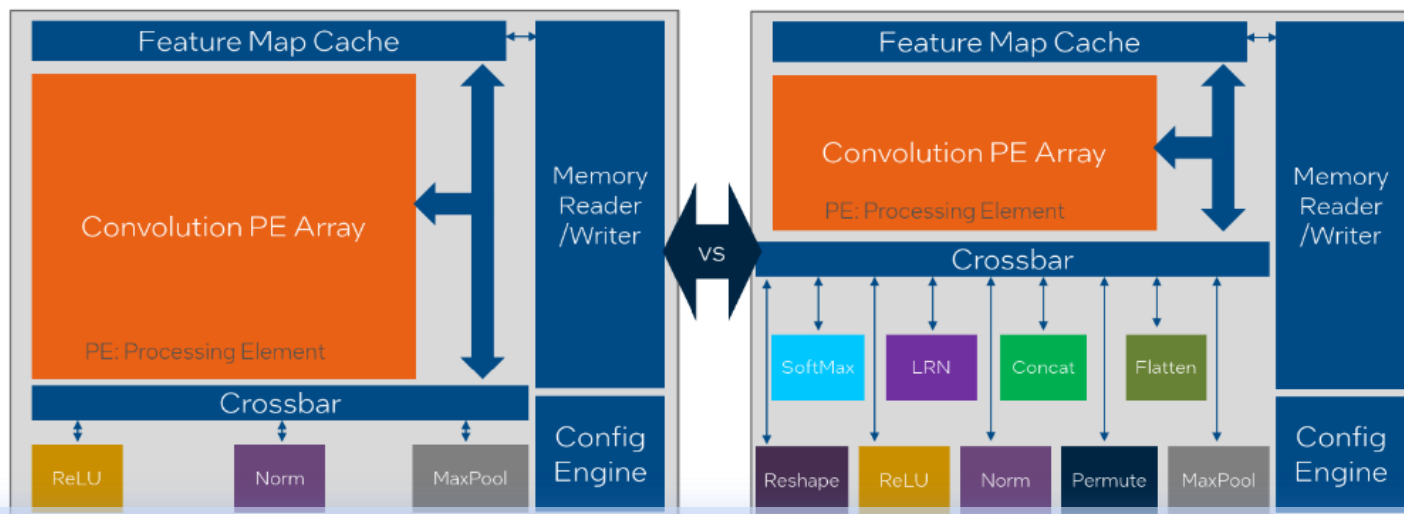 Feature Map Cache
Convolution PE Array
PE: Processing Element
Memory
Reader
/Writer
Crossbar
Config
Engine
ReLU
Norm
MaxPool
vs
Feature Map Cache
Convolution PE Array
PE: Processing Element
Memory
Reader
/Writer
Crossbar
SoftMax
LRN
Concat
Flatten
Config
Engine
Reshape
ReLU
Norm
Permute
MaxPool